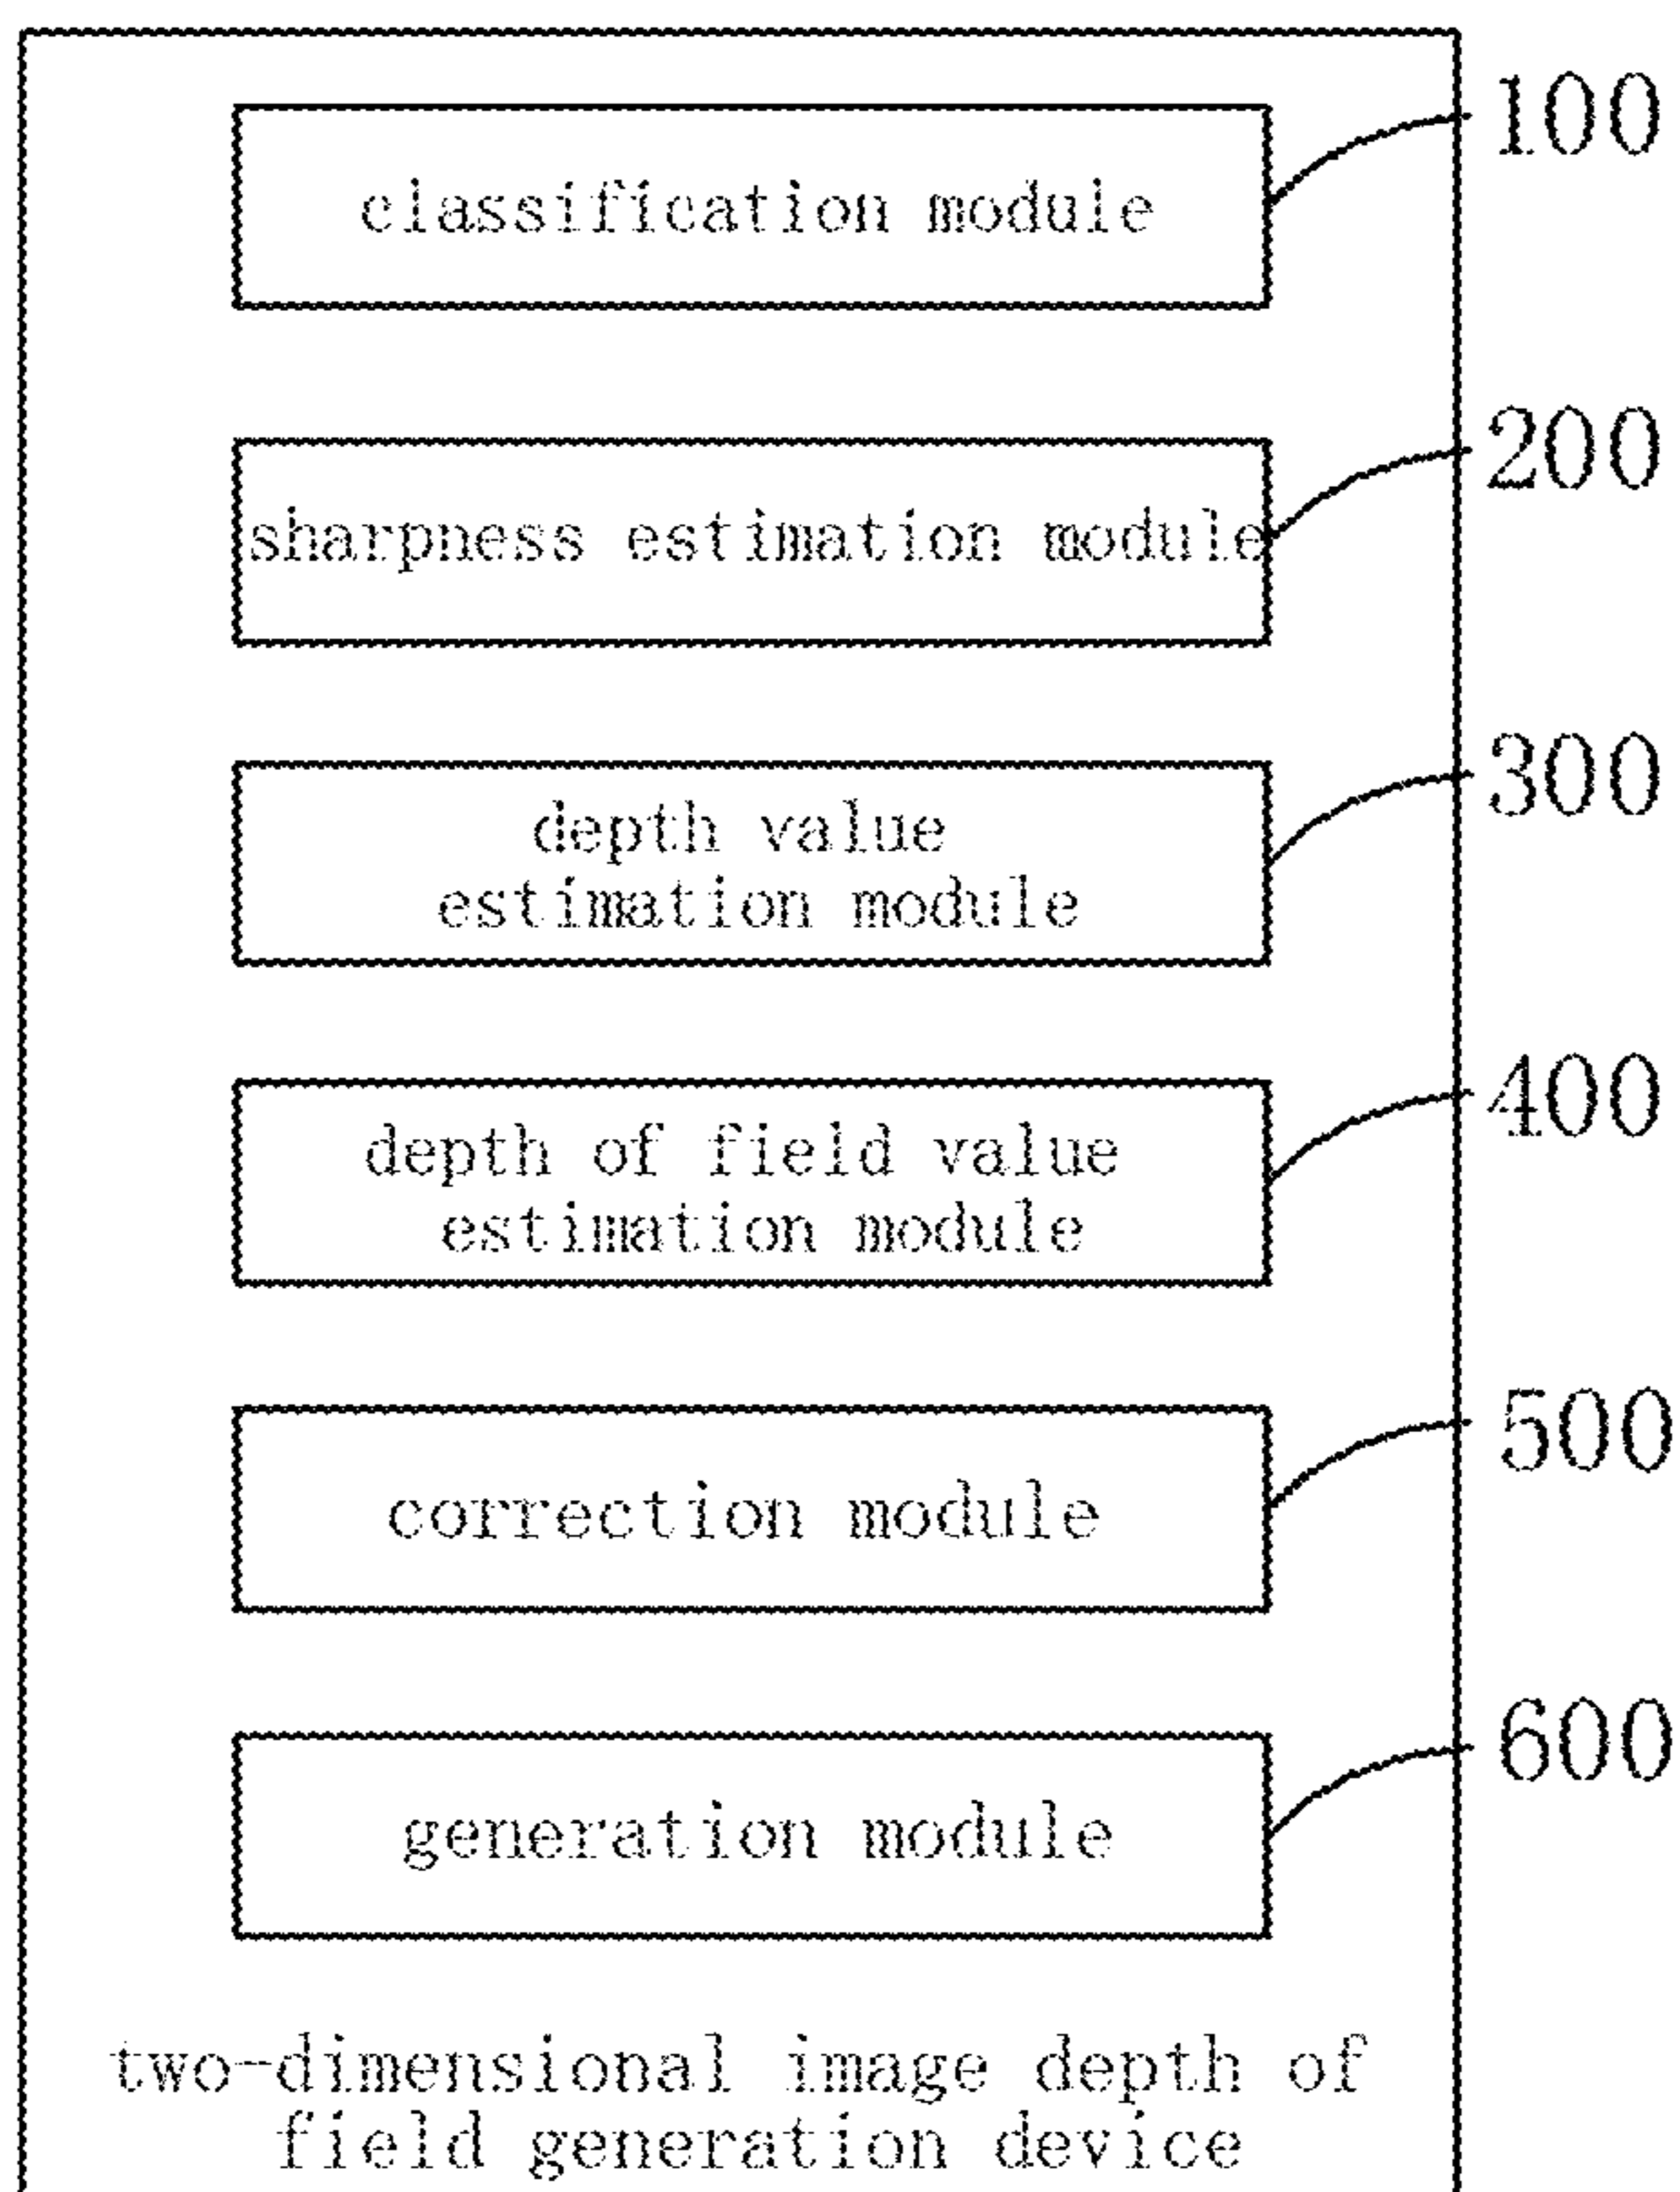 100
classification module
200
sharpness estimation module
300
depth value
estimation module
400
depth of field value
estimation module
500
correction module
600
generation module
two-dimensional image depth of
field generation device